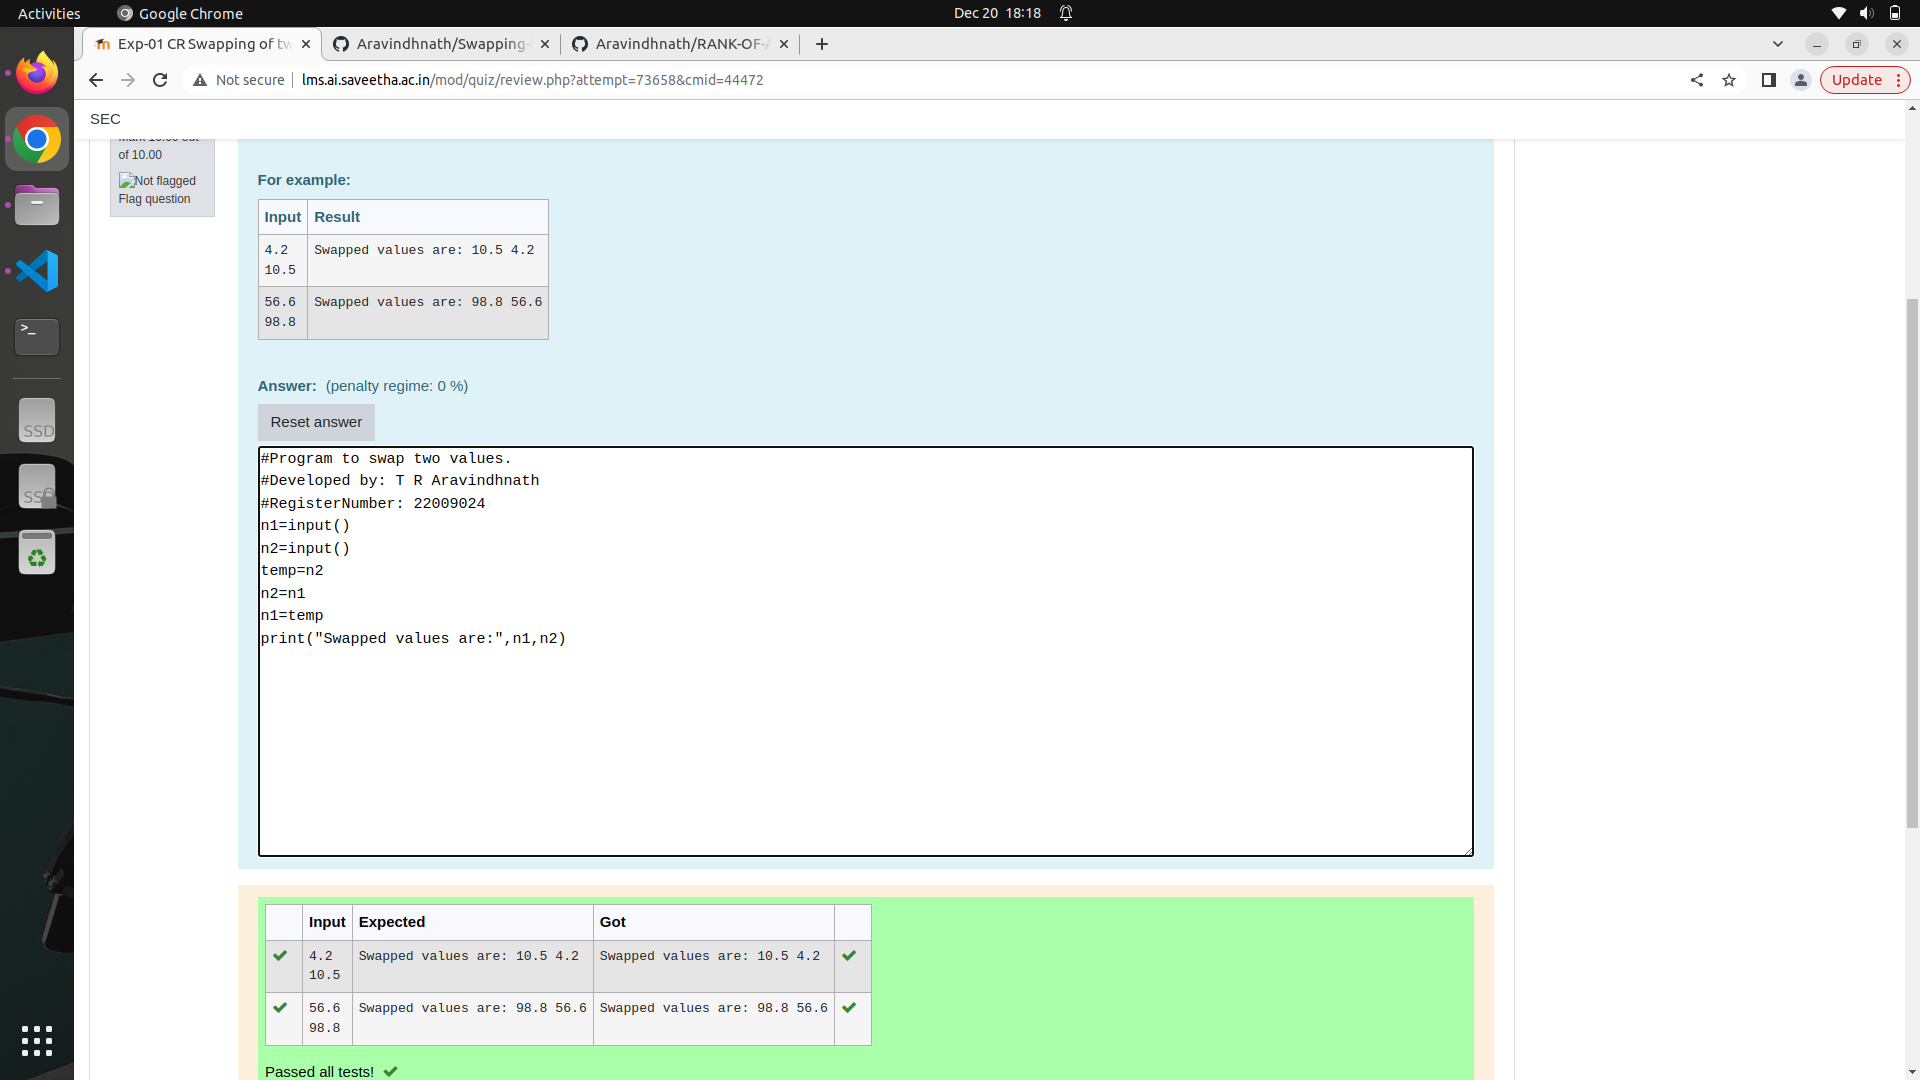 Activities
Google Chrome
Dec 20 18:18
Exp-01 CR Swapping of tw
Aravindhnath/Swapping-
Aravindhnath/RANK-OF-
Not secure
lms.ai.saveetha.ac.in/mod/quiz/review.php?attempt=73658&cmid=44472
Update
SEC
of 10.00
Not flagged
Flag question
For example:
Input Result
4.2 Swapped values are: 10.5 4.2
10.5
56.6 Swapped values are: 98.8 56.6
98.8
Answer: (penalty regime: 0 %)
Reset answer
#Program to swap two values.
#Developed by: T R Aravindhnath
#RegisterNumber: 22009024
n1=input()
n2=input()
temp=n2
n2=n1
n1=temp
print("Swapped values are:",n1,n2)
Input Expected Got
4.2 Swapped values are: 10.5 4.2 Swapped values are: 10.5 4.2
10.5
56.6 Swapped values are: 98.8 56.6 Swapped values are: 98.8 56.6
98.8
Passed all tests!
SSD
SSD
>_